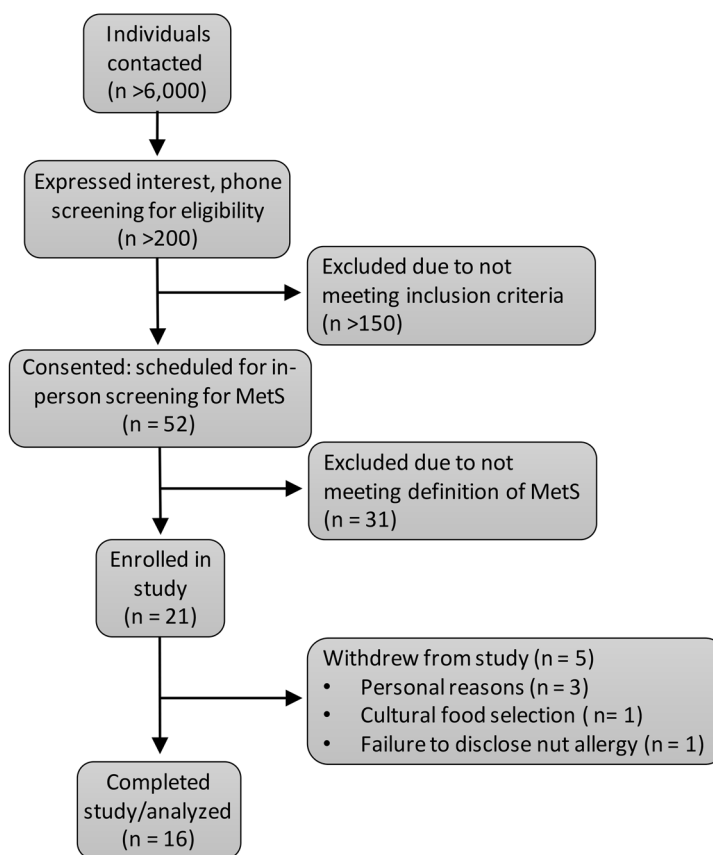 Individuals
contacted
(n >6,000)
Expressed interest, phone
screening for eligibility
(n >200)
Excluded due to not
meeting inclusion criteria
(n >150)
Consented: scheduled for in-
person screening for MetS
(n = 52)
Excluded due to not
meeting definition of MetS
(n = 31)
Enrolled in
study
(n = 21)
Withdrew from study (n = 5)
• Personal reasons (n = 3)
• Cultural food selection ( n= 1)
• Failure to disclose nut allergy (n = 1)
Completed
study/analyzed
(n = 16)